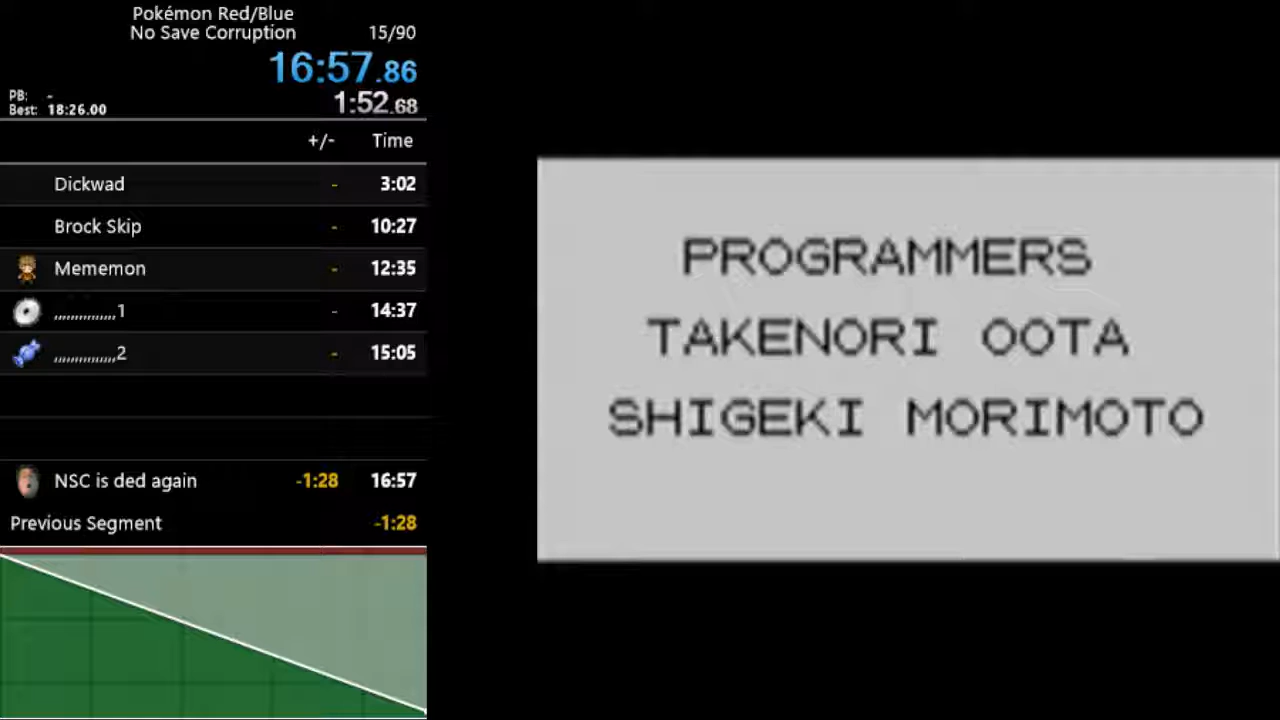 Pokémon Red/Blue
No Save Corruption 15/90
16:57.86
PB: - 1:52.68
Best: 18:26.00
+/- Time
Dickwad - 3:02
Brock Skip - 10:27
Mememon - 12:35
,,,,,,,,,,,,,,,1 - 14:37
,,,,,,,,,,,,,,,2 - 15:05
NSC is ded again -1:28 16:57
Previous Segment -1:28
PROGRAMMERS
TAKENORI OOTA
SHIGEKI MORIMOTO